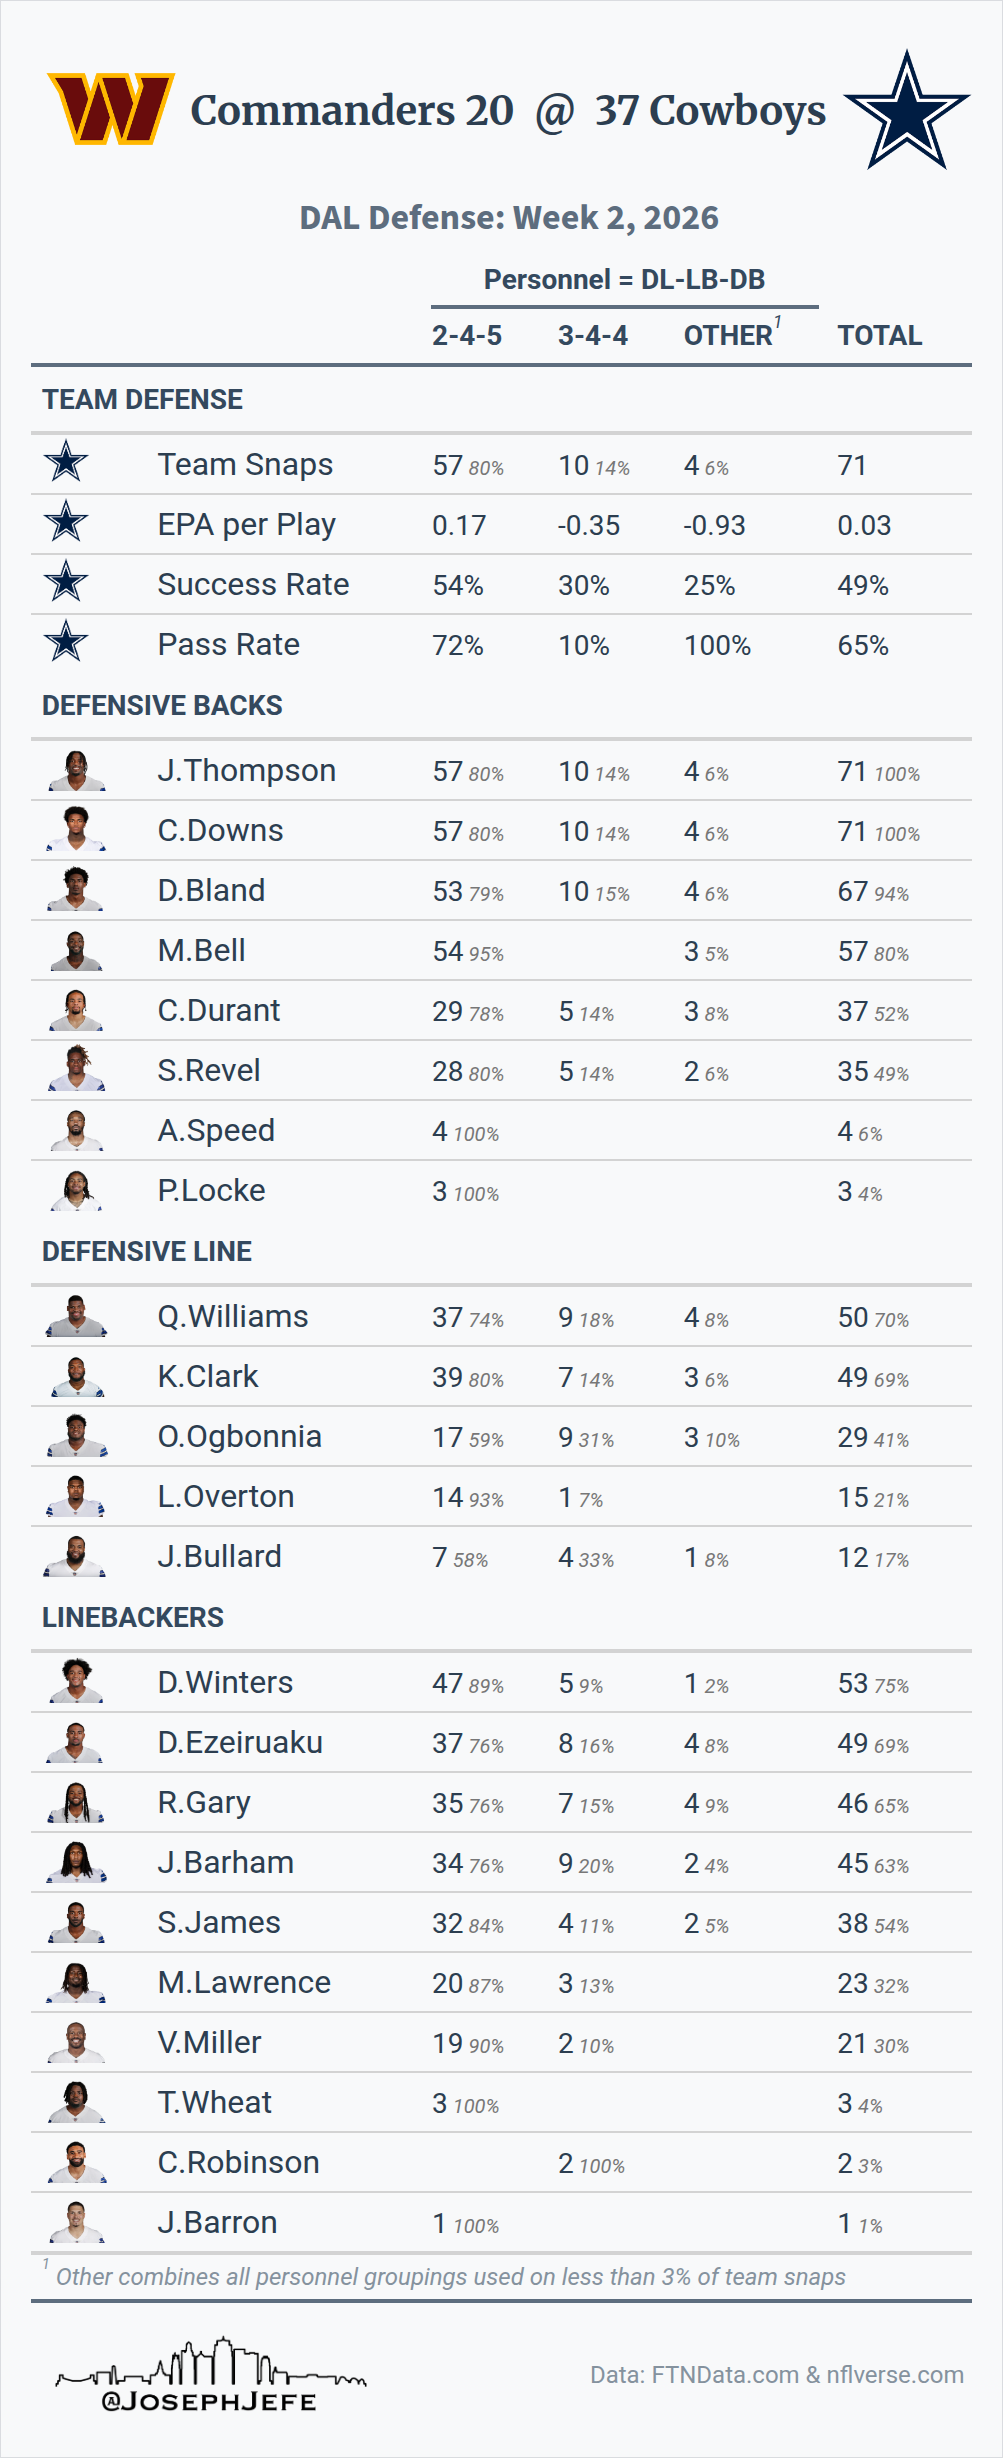 Commanders 20 @ 37 Cowboys
DAL Defense: Week 2, 2026
Personnel = DL-LB-DB
2-4-5 3-4-4 OTHER1 TOTAL
TEAM DEFENSE
Team Snaps 57 80% 10 14% 4 6% 71
EPA per Play 0.17 -0.35 -0.93 0.03
Success Rate 54% 30% 25% 49%
Pass Rate 72% 10% 100% 65%
DEFENSIVE BACKS
J.Thompson 57 80% 10 14% 4 6% 71 100%
C.Downs 57 80% 10 14% 4 6% 71 100%
D.Bland 53 79% 10 15% 4 6% 67 94%
M.Bell 54 95% 3 5% 57 80%
C.Durant 29 78% 5 14% 3 8% 37 52%
S.Revel 28 80% 5 14% 2 6% 35 49%
A.Speed 4 100% 4 6%
P.Locke 3 100% 3 4%
DEFENSIVE LINE
Q.Williams 37 74% 9 18% 4 8% 50 70%
K.Clark 39 80% 7 14% 3 6% 49 69%
O.Ogbonnia 17 59% 9 31% 3 10% 29 41%
L.Overton 14 93% 1 7% 15 21%
J.Bullard 7 58% 4 33% 1 8% 12 17%
LINEBACKERS
D.Winters 47 89% 5 9% 1 2% 53 75%
D.Ezeiruaku 37 76% 8 16% 4 8% 49 69%
R.Gary 35 76% 7 15% 4 9% 46 65%
J.Barham 34 76% 9 20% 2 4% 45 63%
S.James 32 84% 4 11% 2 5% 38 54%
M.Lawrence 20 87% 3 13% 23 32%
V.Miller 19 90% 2 10% 21 30%
T.Wheat 3 100% 3 4%
C.Robinson 2 100% 2 3%
J.Barron 1 100% 1 1%
1 Other combines all personnel groupings used on less than 3% of team snaps
@JOSEPHJEFE
Data: FTNData.com & nflverse.com